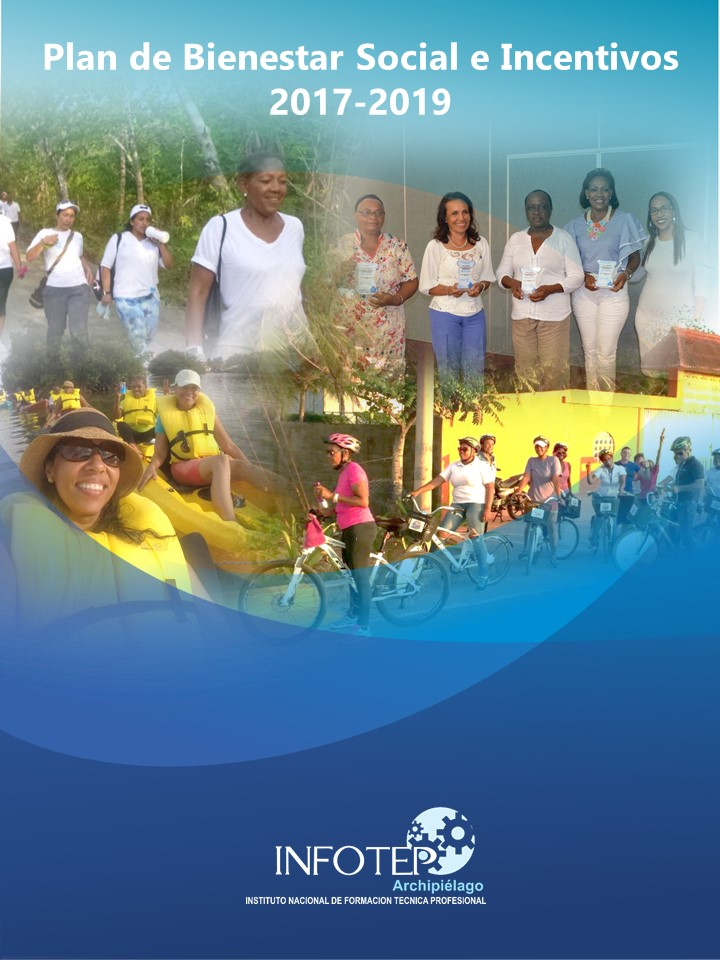 Plan de Bienestar Social e Incentivos
2017-2019
INFOTEP
Archipiélago
INSTITUTO NACIONAL DE FORMACION TECNICA PROFESIONAL